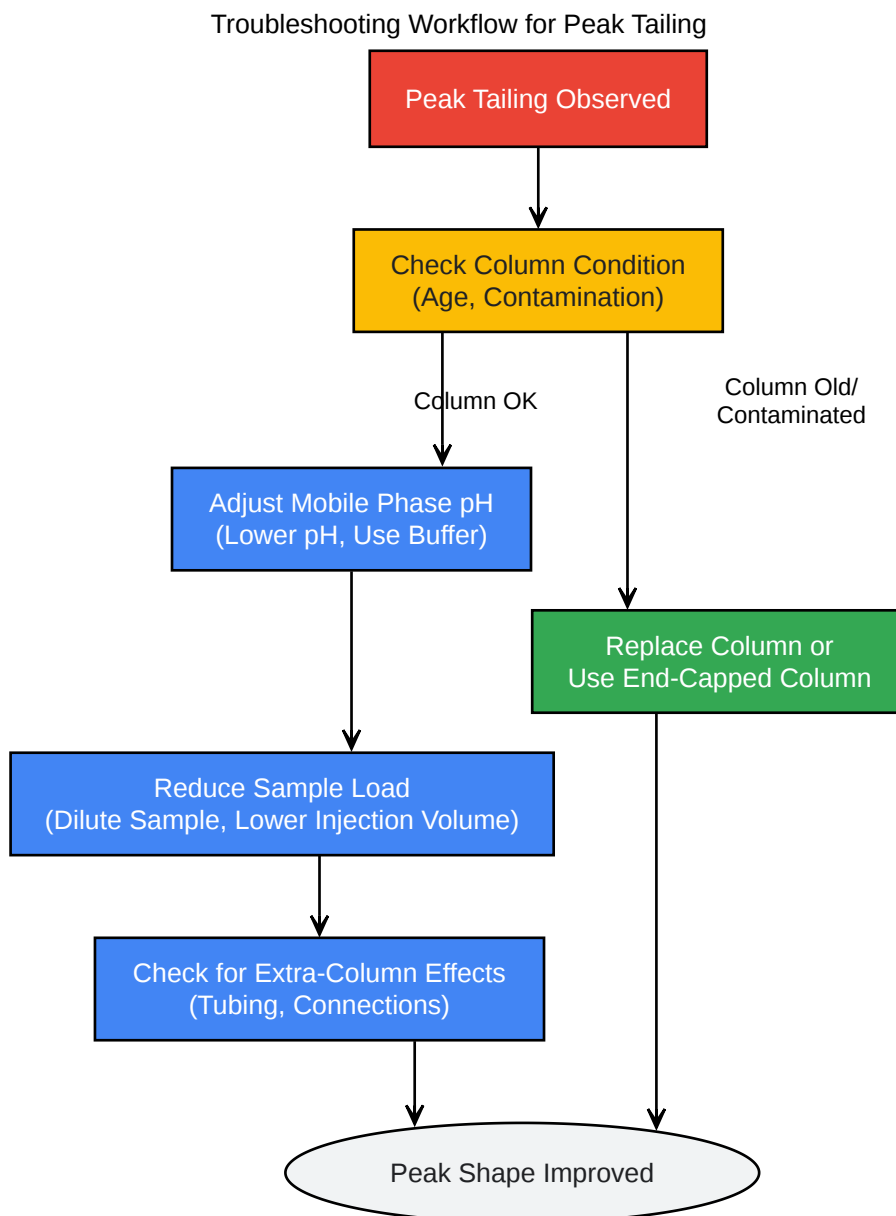 Troubleshooting Workflow for Peak Tailing
Peak Tailing Observed
Check Column Condition
(Age, Contamination)
Column OK
Column Old/
Contaminated
Adjust Mobile Phase pH
(Lower pH, Use Buffer)
Replace Column or
Use End-Capped Column
Reduce Sample Load
(Dilute Sample, Lower Injection Volume)
Check for Extra-Column Effects
(Tubing, Connections)
Peak Shape Improved